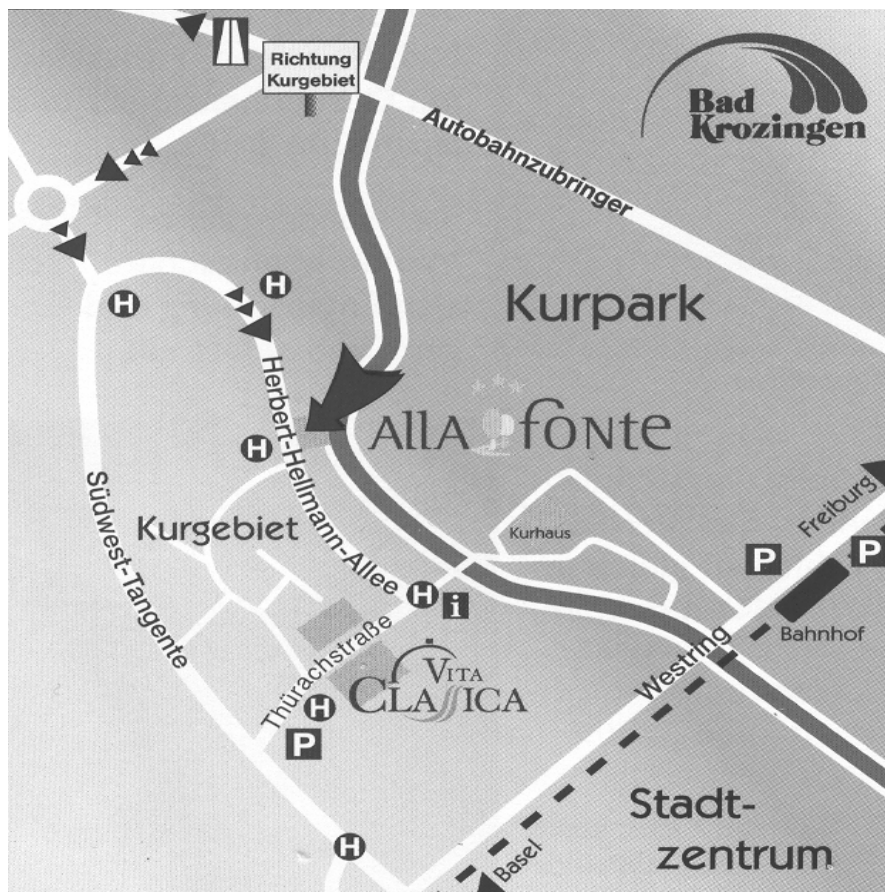 Richtung
Kurgebiet
Bad
Krozingen
Autobahnzubringer
H
H
Kurpark
Herbert-Hellmann-Allee
AllA fonte
H
Südwest-Tangente
Kurgebiet
Kurhaus
Freiburg
P
P
H
i
Bahnhof
Thürachstraße
Westring
VITA
CLASSICA
H
P
Stadt-
zentrum
H
Basel